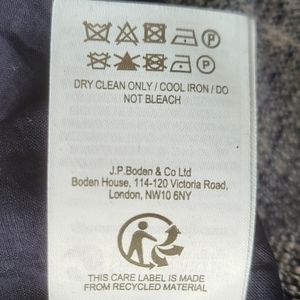 DRY CLEAN ONLY / COOL IRON / DO
NOT BLEACH
J.P.Boden & Co Ltd
Boden House, 114-120 Victoria Road,
London, NW10 6NY
THIS CARE LABEL IS MADE
FROM RECYCLED MATERIAL